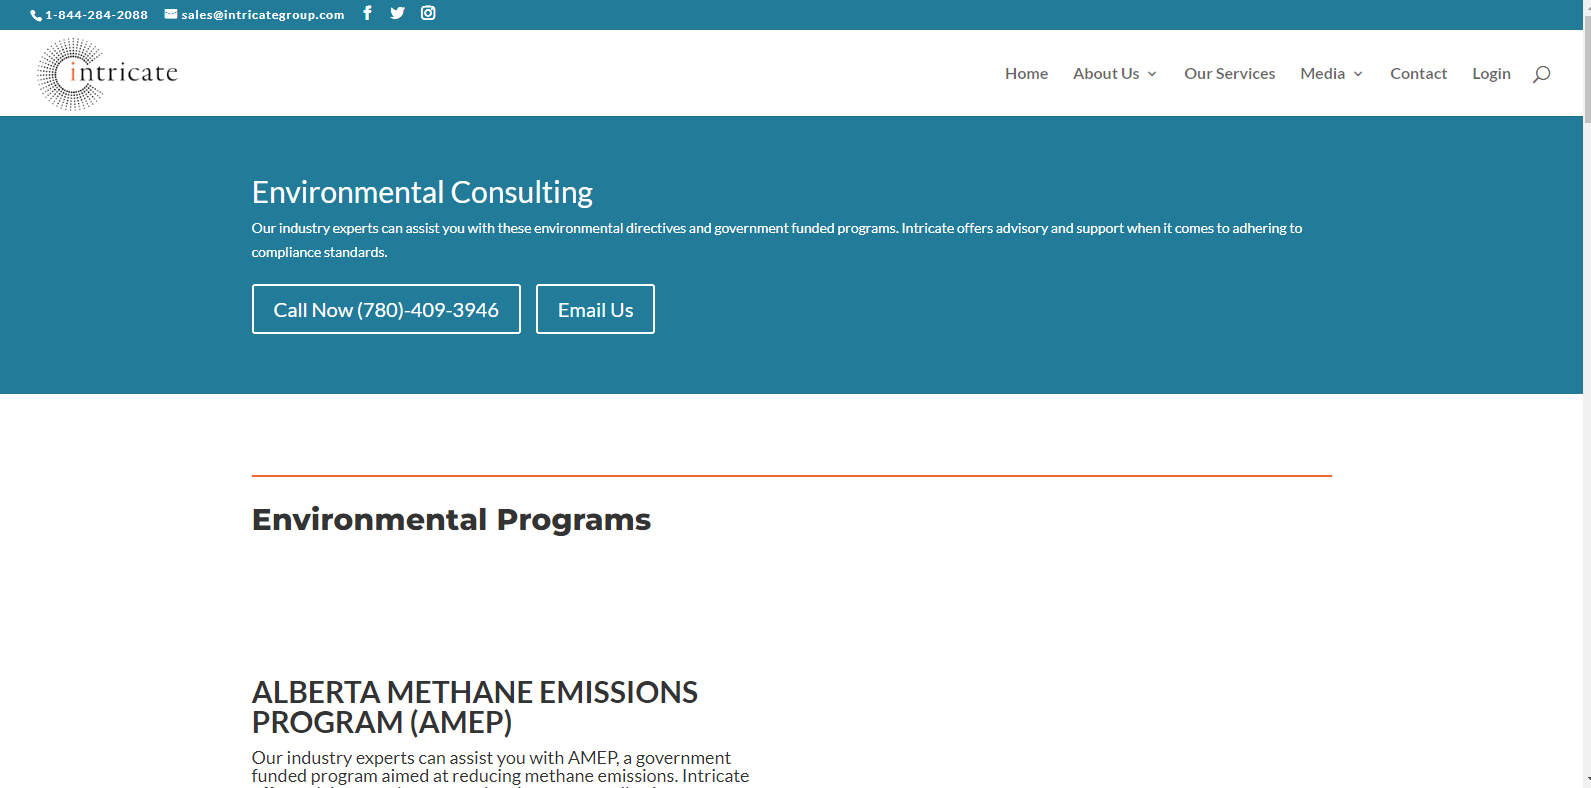 1-844-284-2088 sales@intricategroup.com
intricate
Home About Us Our Services Media Contact Login
Environmental Consulting
Our industry experts can assist you with these environmental directives and government funded programs. Intricate offers advisory and support when it comes to adhering to
compliance standards.
Call Now (780)-409-3946 Email Us
Environmental Programs
ALBERTA METHANE EMISSIONS
PROGRAM (AMEP)
Our industry experts can assist you with AMEP, a government
funded program aimed at reducing methane emissions. Intricate